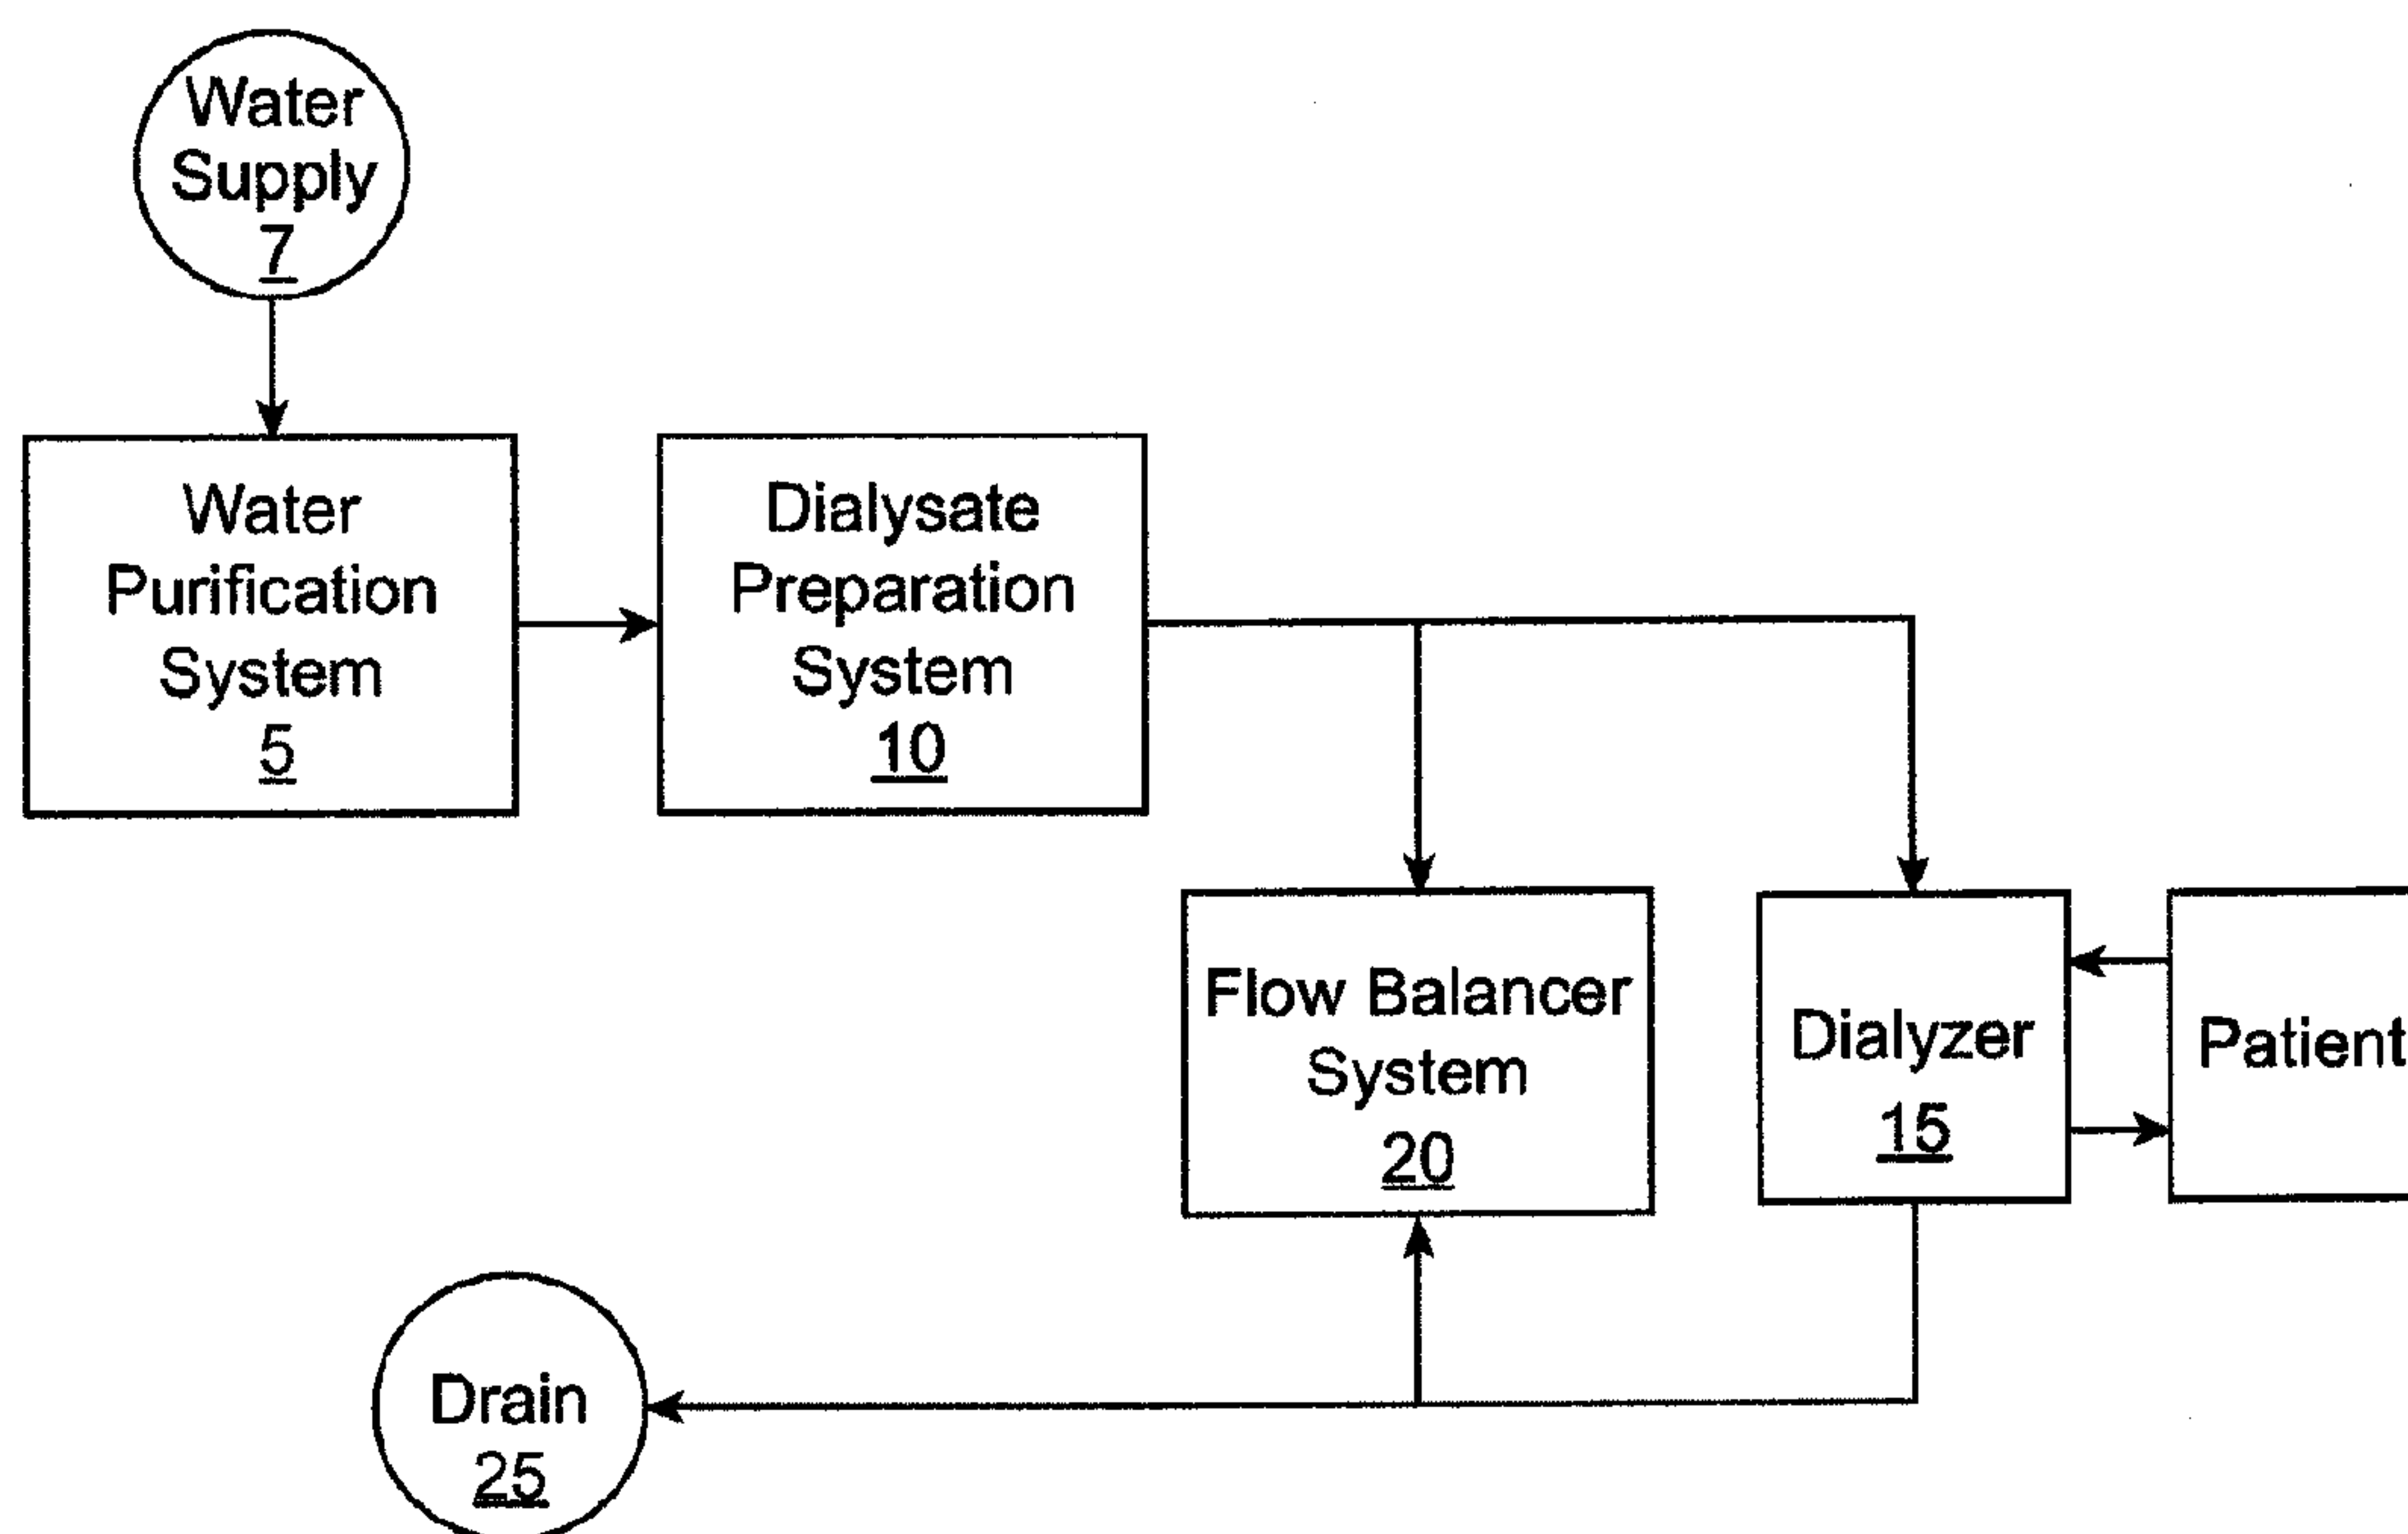 Water
Supply
7
Water
Purification
System
5
Dialysate
Preparation
System
10
Flow Balancer
System
20
Dialyzer
15
Patient
Drain
25